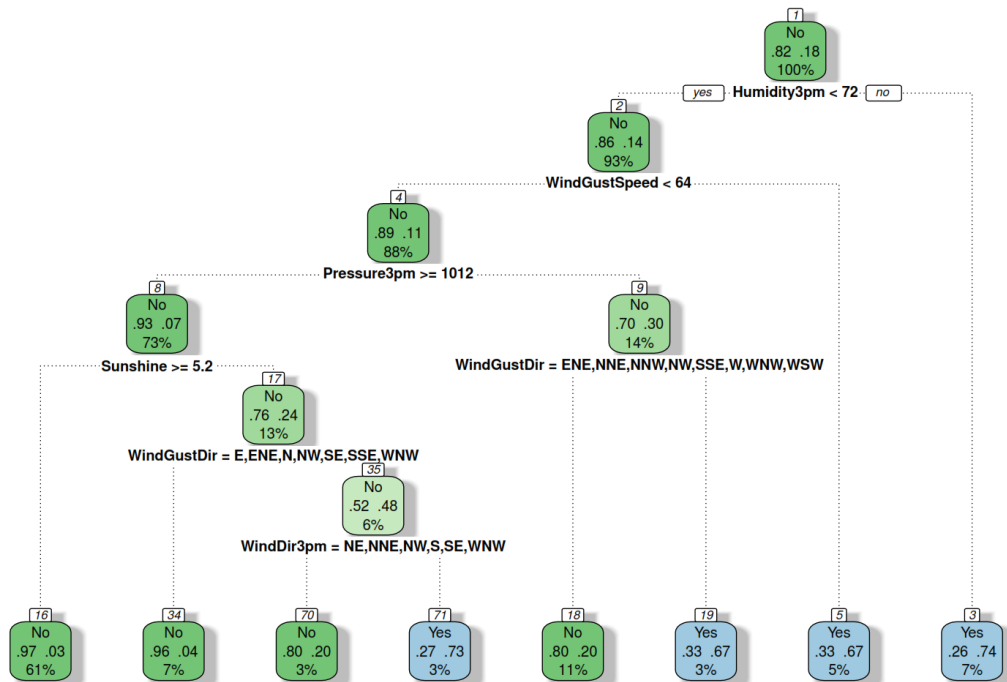 1
No
.82 .18
100%
yes Humidity3pm < 72 no
2
No
.86 .14
93%
WindGustSpeed < 64
4
No
.89 .11
88%
Pressure3pm >= 1012
8
No
.93 .07
73%
Sunshine >= 5.2
9
No
.70 .30
14%
WindGustDir = ENE,NNE,NNW,NW,SSE,W,WNW,WSW
17
No
.76 .24
13%
WindGustDir = E,ENE,N,NW,SE,SSE,WNW
35
No
.52 .48
6%
WindDir3pm = NE,NNE,NW,S,SE,WNW
16
No
.97 .03
61%
34
No
.96 .04
7%
70
No
.80 .20
3%
71
Yes
.27 .73
3%
18
No
.80 .20
11%
19
Yes
.33 .67
3%
5
Yes
.33 .67
5%
3
Yes
.26 .74
7%